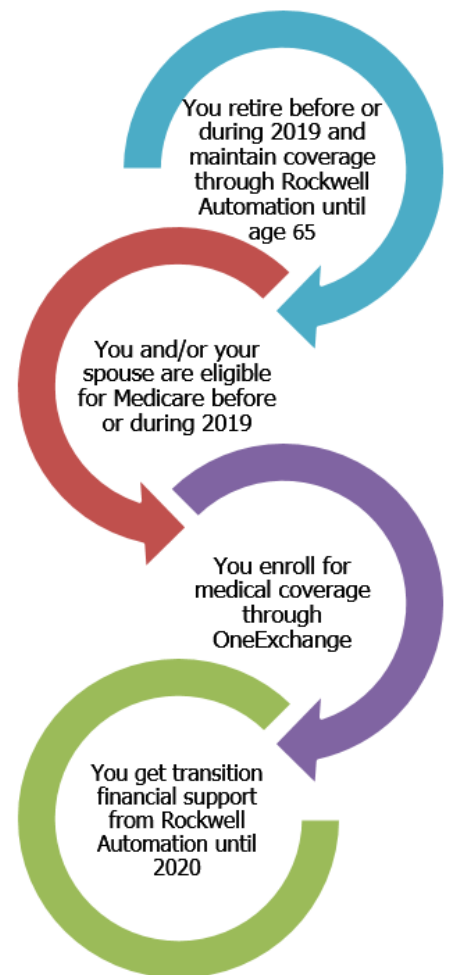 You retire before or
during 2019 and
maintain coverage
through Rockwell
Automation until
age 65
You and/or your
spouse are eligible
for Medicare before
or during 2019
You enroll for
medical coverage
through
OneExchange
You get transition
financial support
from Rockwell
Automation until
2020